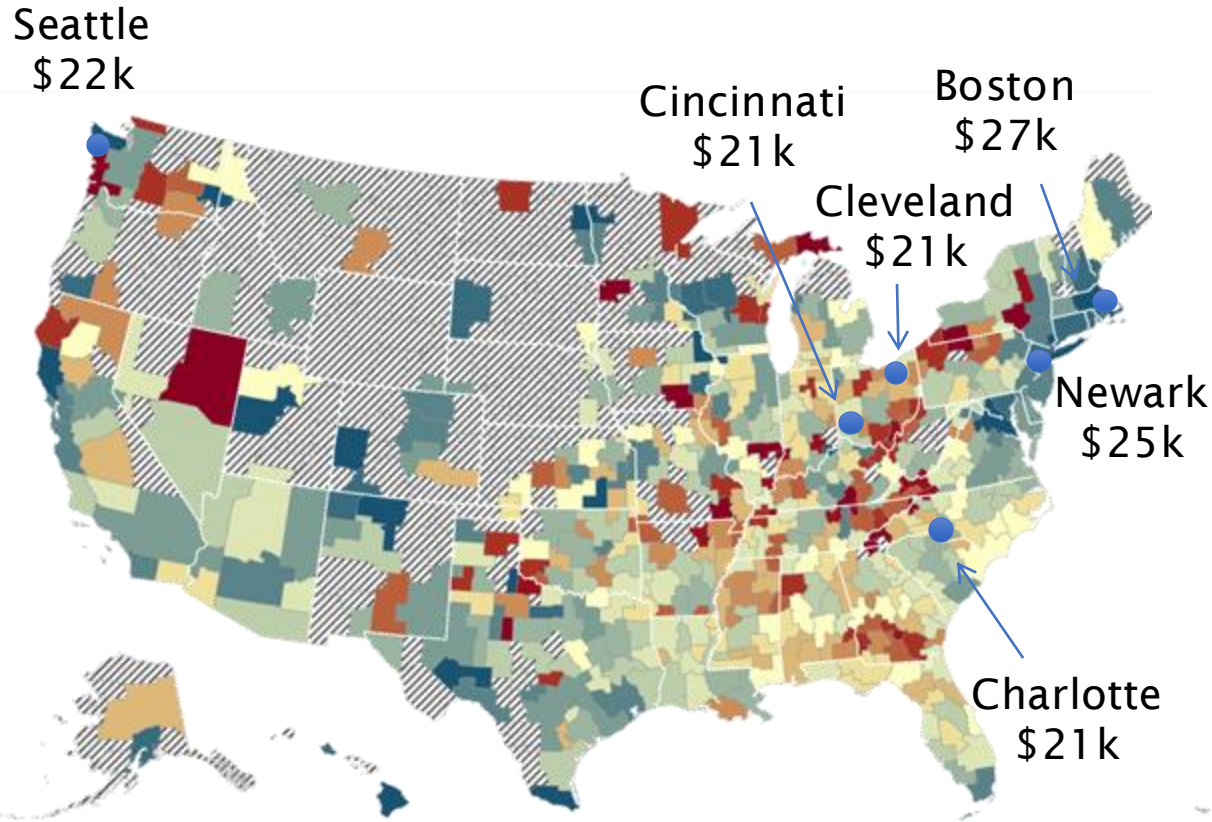 Seattle
$22k
Cincinnati
$21k
Boston
$27k
Cleveland
$21k
Newark
$25k
Charlotte
$21k